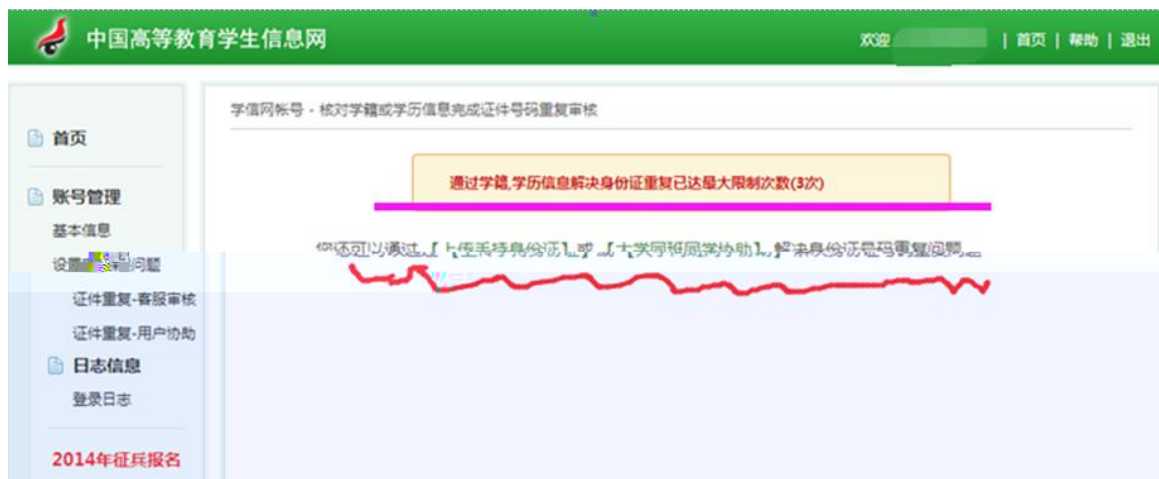 中国高等教育学生信息网
欢迎 | 首页 | 帮助 | 退出
学信网帐号 - 核对学籍或学历信息完成证件号码重复审核
首页
通过学籍,学历信息解决身份证重复已达最大限制次数(3次)
账号管理
基本信息
您还可以通过 【上传手持身份证】或 【大学同班同学协助】 解决身份证号码重复问题
设置 问题
证件重复-客服审核
证件重复-用户协助
日志信息
登录日志
2014年征兵报名